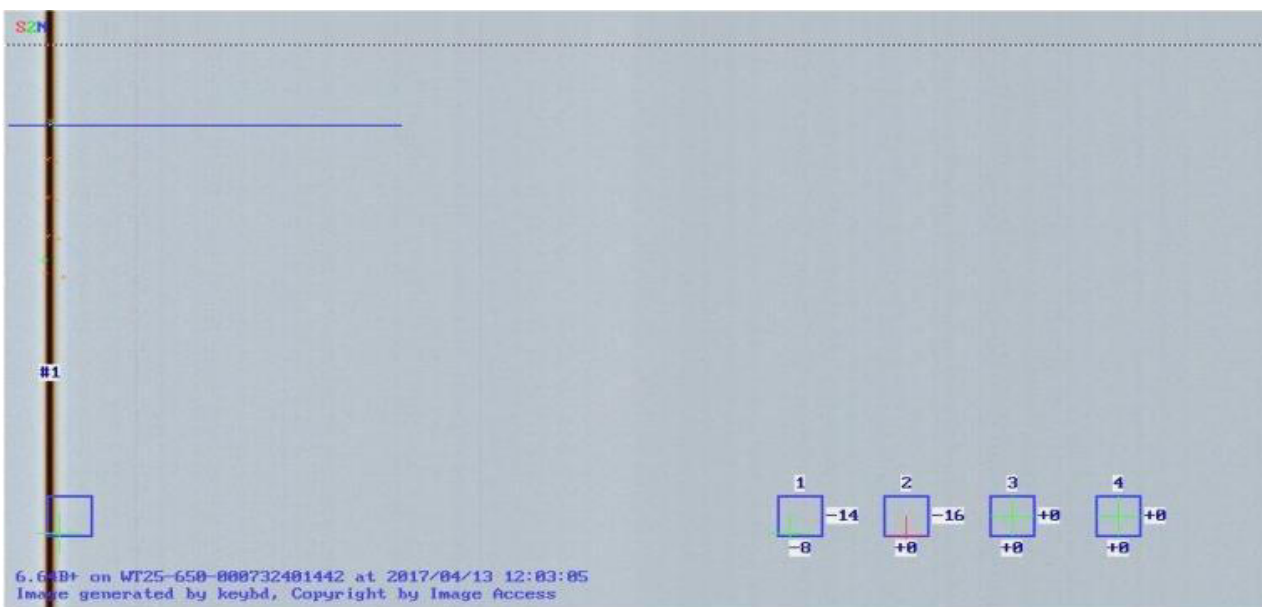 S2N
#1
1 2 3 4
-14 -16 +0 +0
-8 +0 +0 +0
6.64B+ on WT25-650-000732401442 at 2017/04/13 12:03:05
Image generated by keybd, Copyright by Image Access